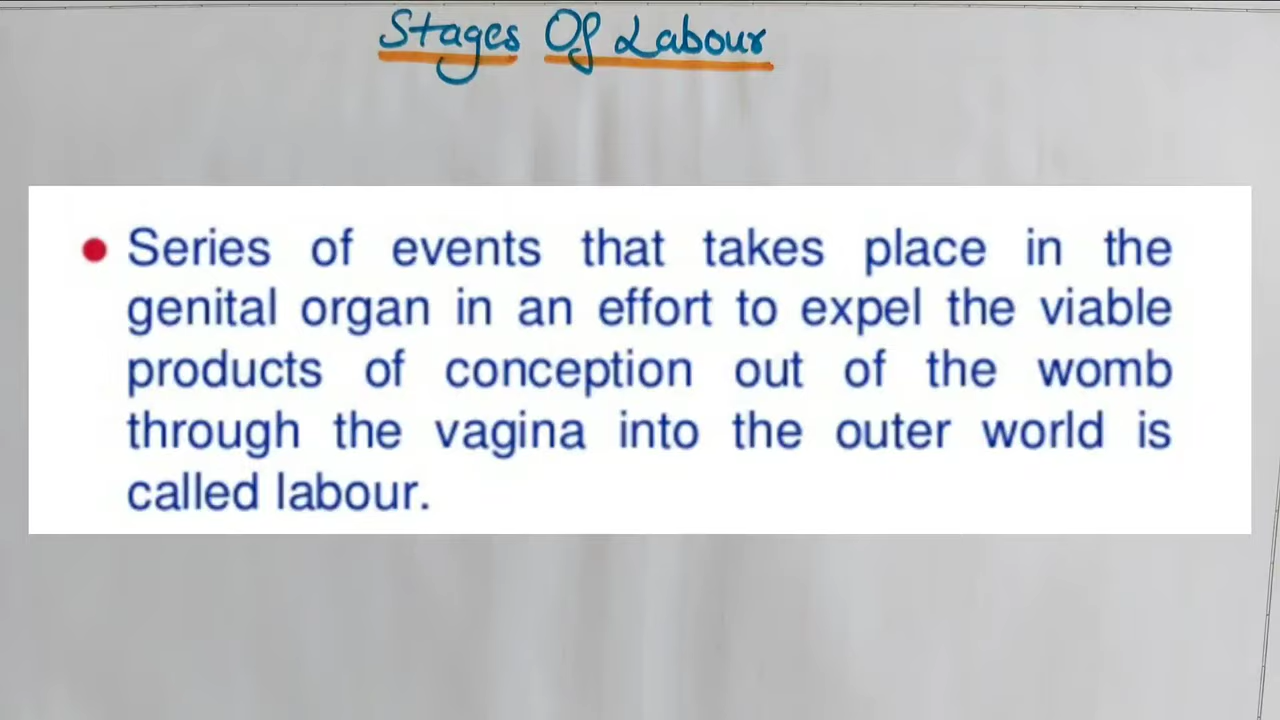 Stages Of Labour
• Series of events that takes place in the
genital organ in an effort to expel the viable
products of conception out of the womb
through the vagina into the outer world is
called labour.